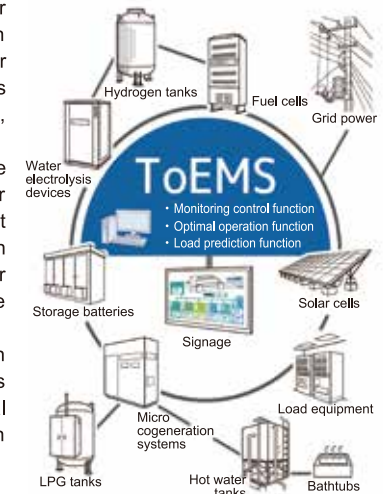 Hydrogen tanks
Fuel cells
Grid power
Water
electrolysis
devices
ToEMS
・Monitoring control function
・Optimal operation function
・Load prediction function
Storage batteries
Signage
Solar cells
Micro
cogeneration
systems
Load equipment
LPG tanks
Hot water
tanks
Bathtubs